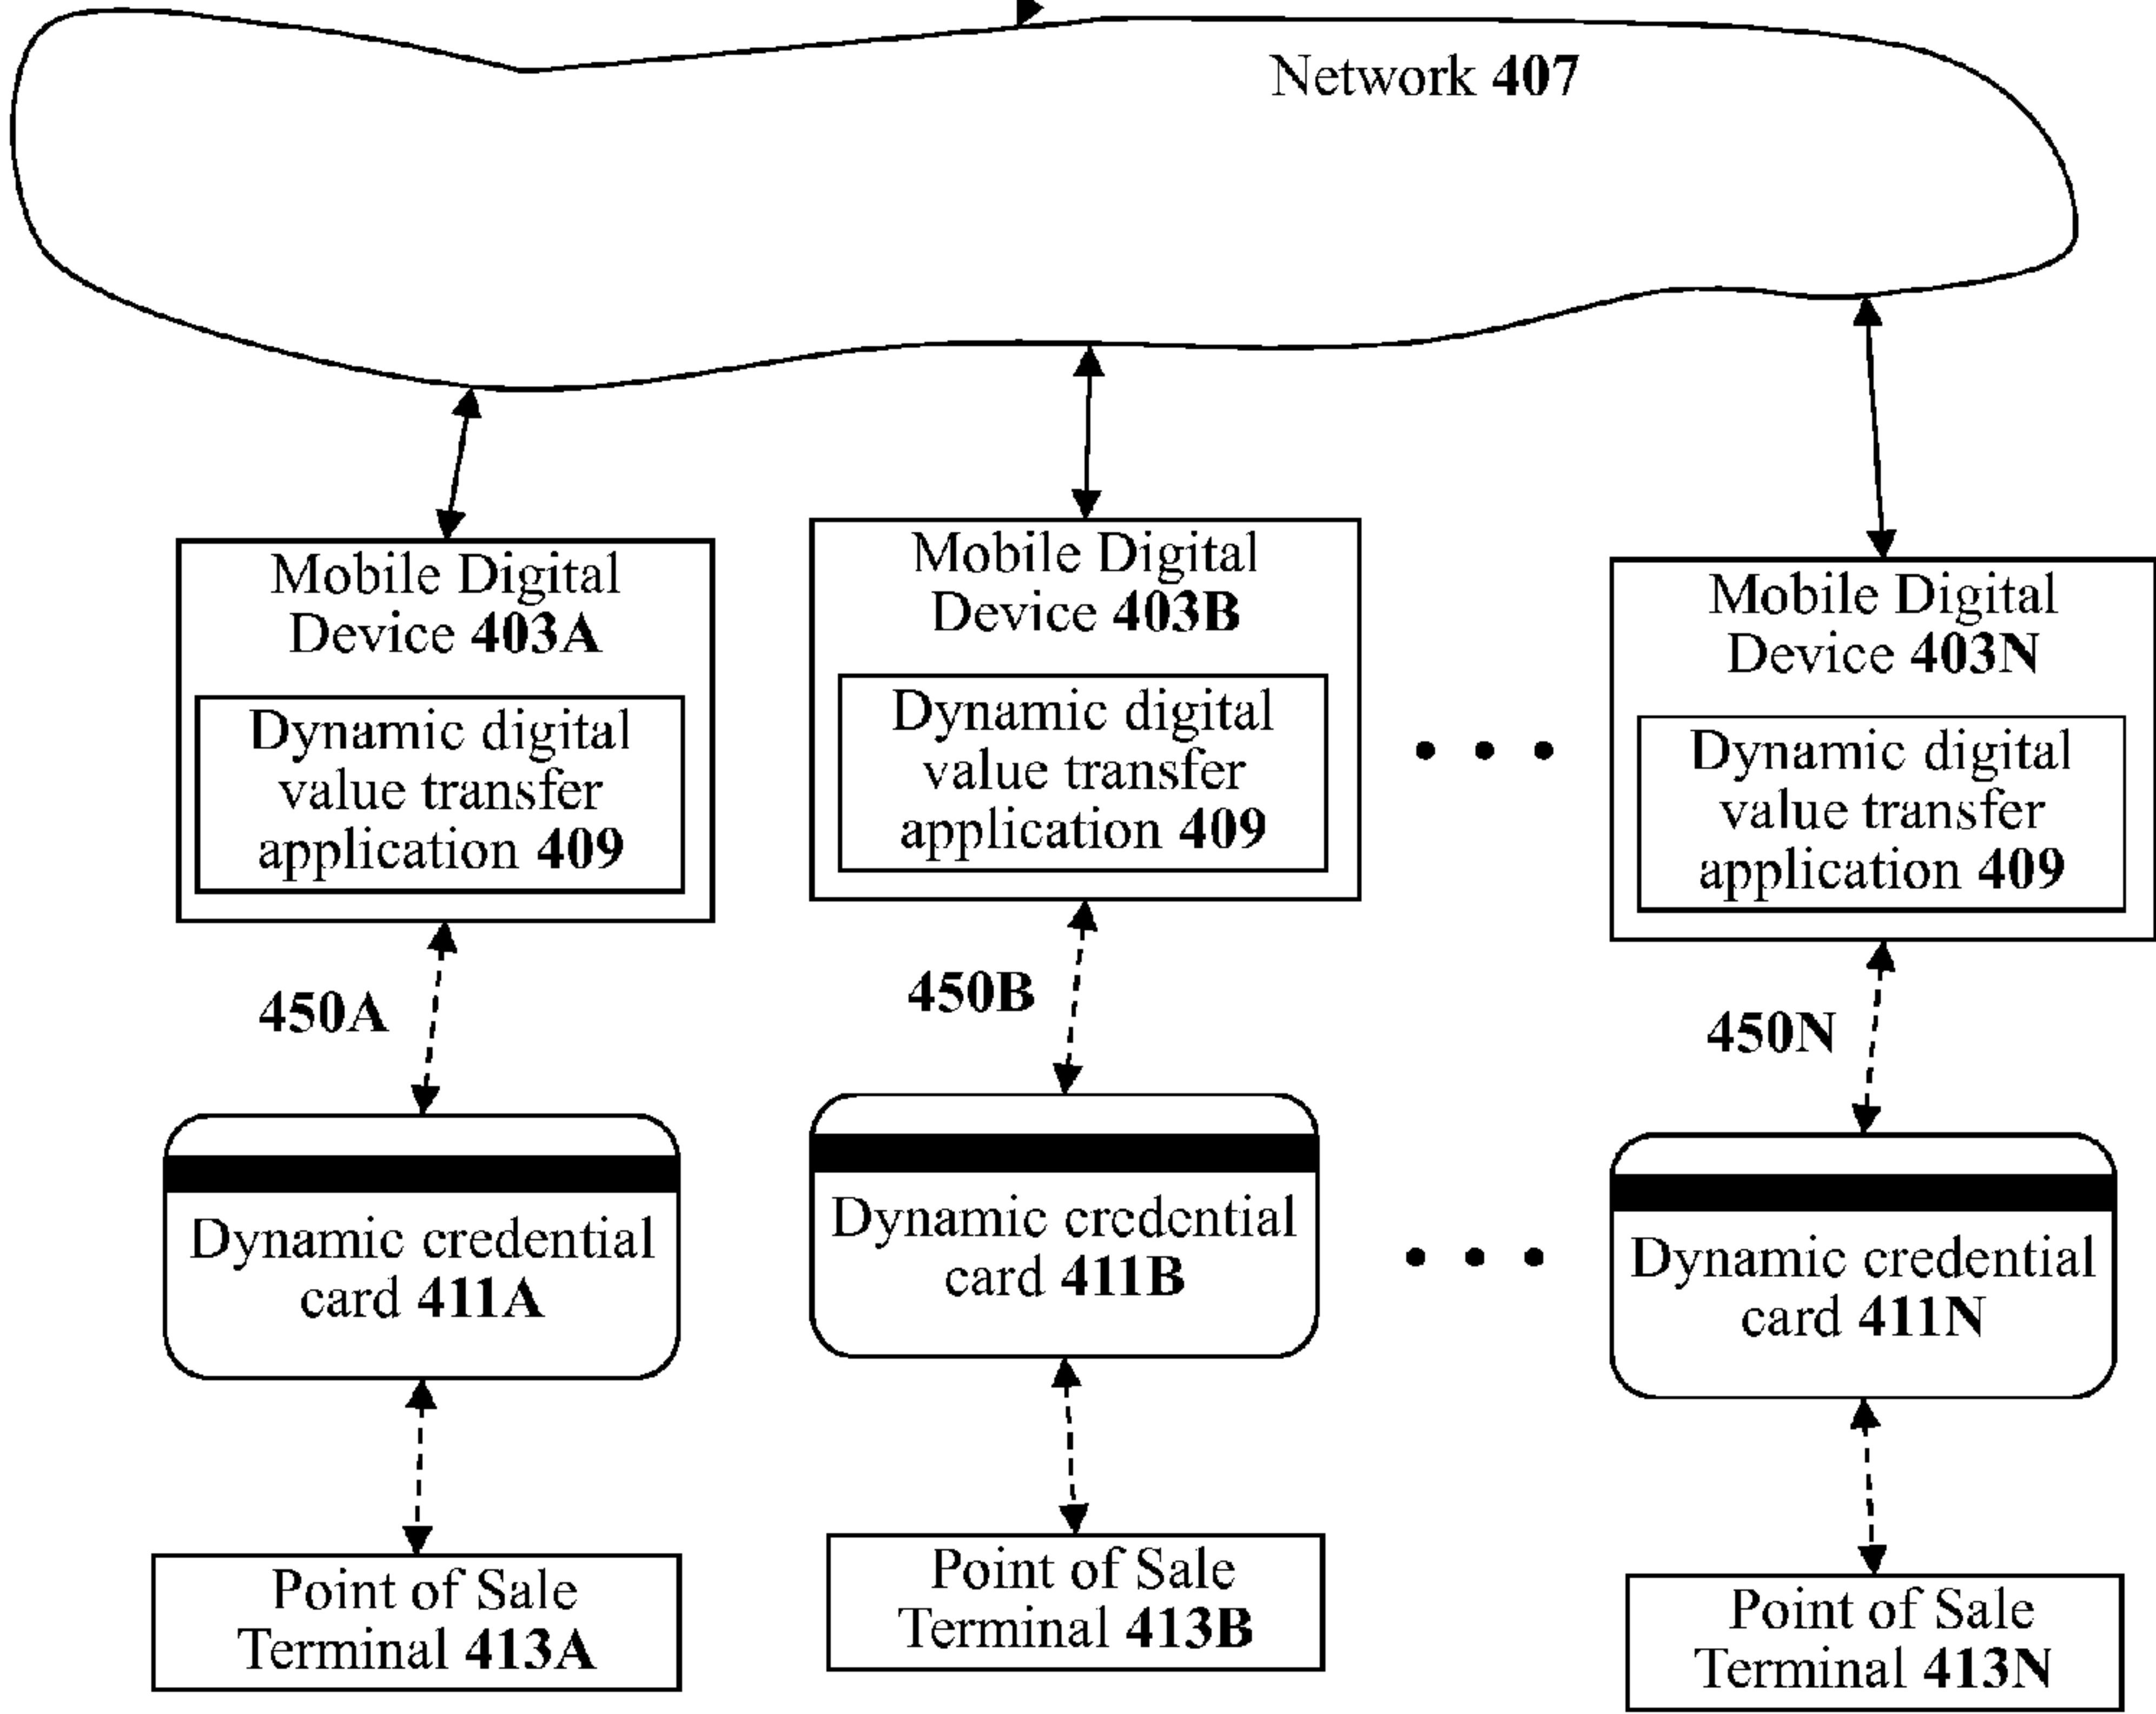 Network 407
Mobile Digital
Device 403A
Dynamic digital
value transfer
application 409
Mobile Digital
Device 403B
Dynamic digital
value transfer
application 409
Mobile Digital
Device 403N
Dynamic digital
value transfer
application 409
450A
450B
450N
Dynamic credential
card 411A
Dynamic credential
card 411B
Dynamic credential
card 411N
Point of Sale
Terminal 413A
Point of Sale
Terminal 413B
Point of Sale
Terminal 413N